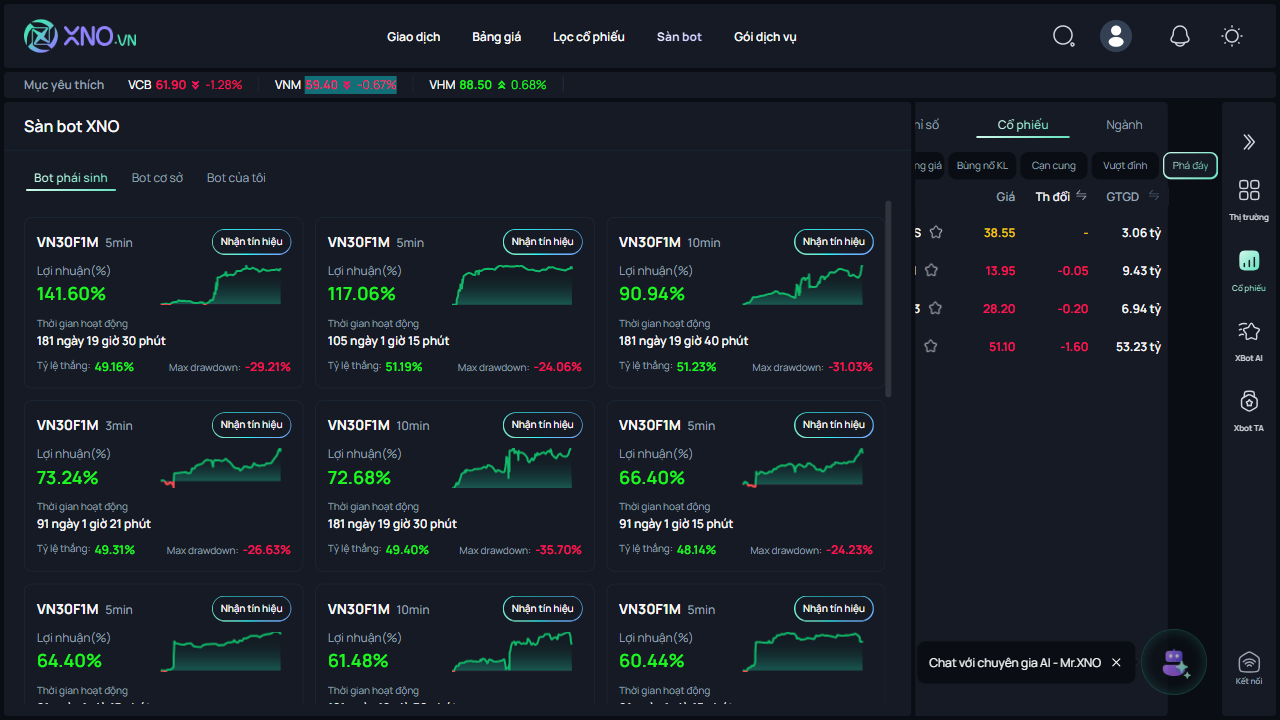 XNO.VN
Giao dịch Bảng giá Lọc cổ phiếu Sàn bot Gói dịch vụ
Mục yêu thích VCB 61.90 -1.28% VNM 59.40 -0.67% VHM 88.50 0.68%
Sàn bot XNO
Bot phái sinh Bot cơ sở Bot của tôi
VN30F1M 5min Nhận tín hiệu
Lợi nhuận(%)
141.60%
Thời gian hoạt động
181 ngày 19 giờ 30 phút
Tỷ lệ thắng: 49.16% Max drawdown: -29.21%
VN30F1M 5min Nhận tín hiệu
Lợi nhuận(%)
117.06%
Thời gian hoạt động
105 ngày 1 giờ 15 phút
Tỷ lệ thắng: 51.19% Max drawdown: -24.06%
VN30F1M 10min Nhận tín hiệu
Lợi nhuận(%)
90.94%
Thời gian hoạt động
181 ngày 19 giờ 40 phút
Tỷ lệ thắng: 51.23% Max drawdown: -31.03%
VN30F1M 3min Nhận tín hiệu
Lợi nhuận(%)
73.24%
Thời gian hoạt động
91 ngày 1 giờ 21 phút
Tỷ lệ thắng: 49.31% Max drawdown: -26.63%
VN30F1M 10min Nhận tín hiệu
Lợi nhuận(%)
72.68%
Thời gian hoạt động
181 ngày 19 giờ 30 phút
Tỷ lệ thắng: 49.40% Max drawdown: -35.70%
VN30F1M 5min Nhận tín hiệu
Lợi nhuận(%)
66.40%
Thời gian hoạt động
91 ngày 1 giờ 15 phút
Tỷ lệ thắng: 48.14% Max drawdown: -24.23%
VN30F1M 5min Nhận tín hiệu
Lợi nhuận(%)
64.40%
Thời gian hoạt động
VN30F1M 10min Nhận tín hiệu
Lợi nhuận(%)
61.48%
Thời gian hoạt động
VN30F1M 5min Nhận tín hiệu
Lợi nhuận(%)
60.44%
Thời gian hoạt động
số Cổ phiếu Ngành
giá Bùng nổ KL Cạn cung Vượt đỉnh Phá đáy
Giá Th đổi GTGD
S 38.55 - 3.06 tỷ
13.95 -0.05 9.43 tỷ
3 28.20 -0.20 6.94 tỷ
51.10 -1.60 53.23 tỷ
Chat với chuyên gia AI - Mr.XNO
Thị trường
Cổ phiếu
XBot AI
Xbot TA
Kết nối